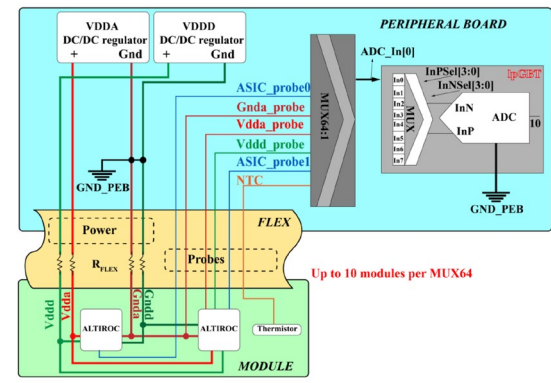 PERIPHERAL BOARD
VDDA
DC/DC regulator
+ Gnd
VDDD
DC/DC regulator
+ Gnd
ADC_In[0]
ASIC_probe0
Gnda_probe
Vdda_probe
Vddd_probe
ASIC_probe1
NTC
MUX64:1
lpGBT
InPSel[3:0]
InNSel[3:0]
In0
In1
In2
In3
In4
In5
In6
In7
MUX
InN
InP
ADC
10
GND_PEB
GND_PEB
FLEX
Power
Probes
RFLEX
Up to 10 modules per MUX64
Vddd
Vdda
Gnda
Gndd
ALTIROC
ALTIROC
Thermistor
MODULE